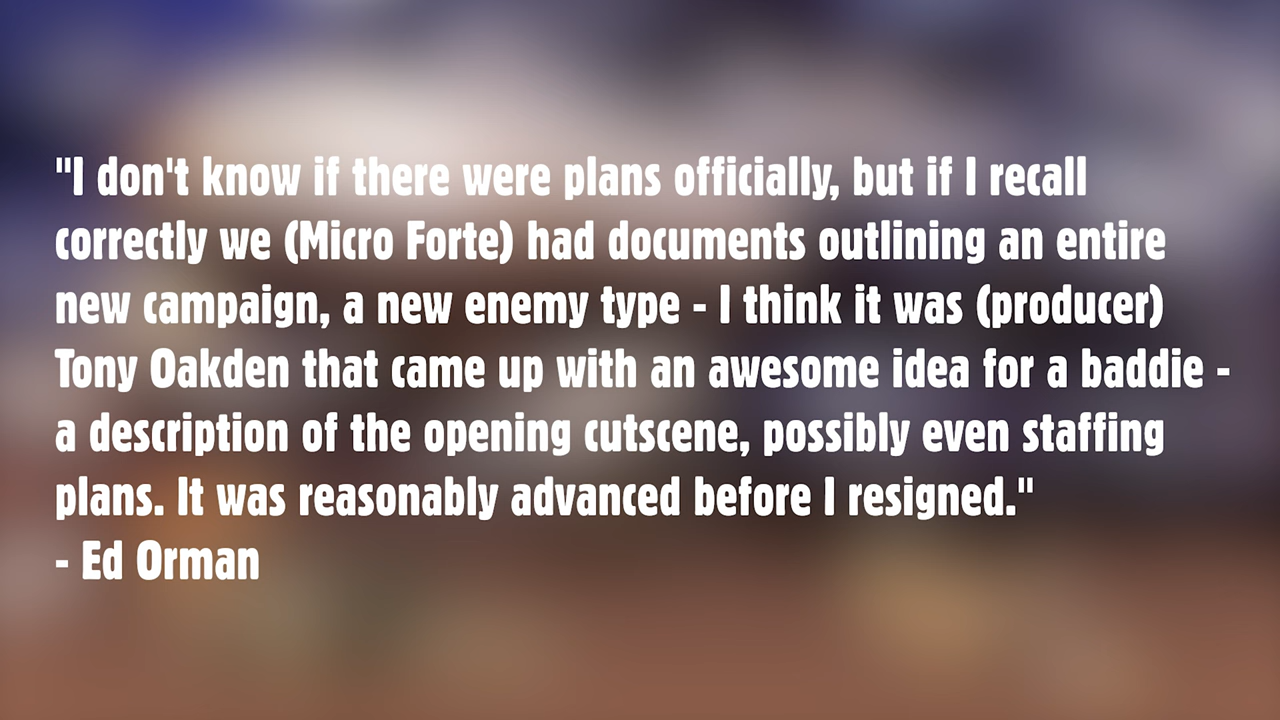 "I don't know if there were plans officially, but if I recall
correctly we (Micro Forte) had documents outlining an entire
new campaign, a new enemy type - I think it was (producer)
Tony Oakden that came up with an awesome idea for a baddie -
a description of the opening cutscene, possibly even staffing
plans. It was reasonably advanced before I resigned."
- Ed Orman